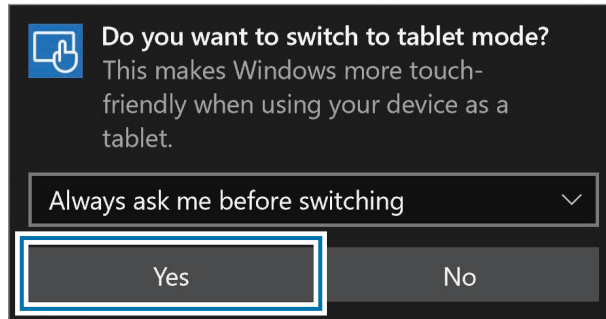 Do you want to switch to tablet mode?
This makes Windows more touch-
friendly when using your device as a
tablet.
Always ask me before switching
Yes
No